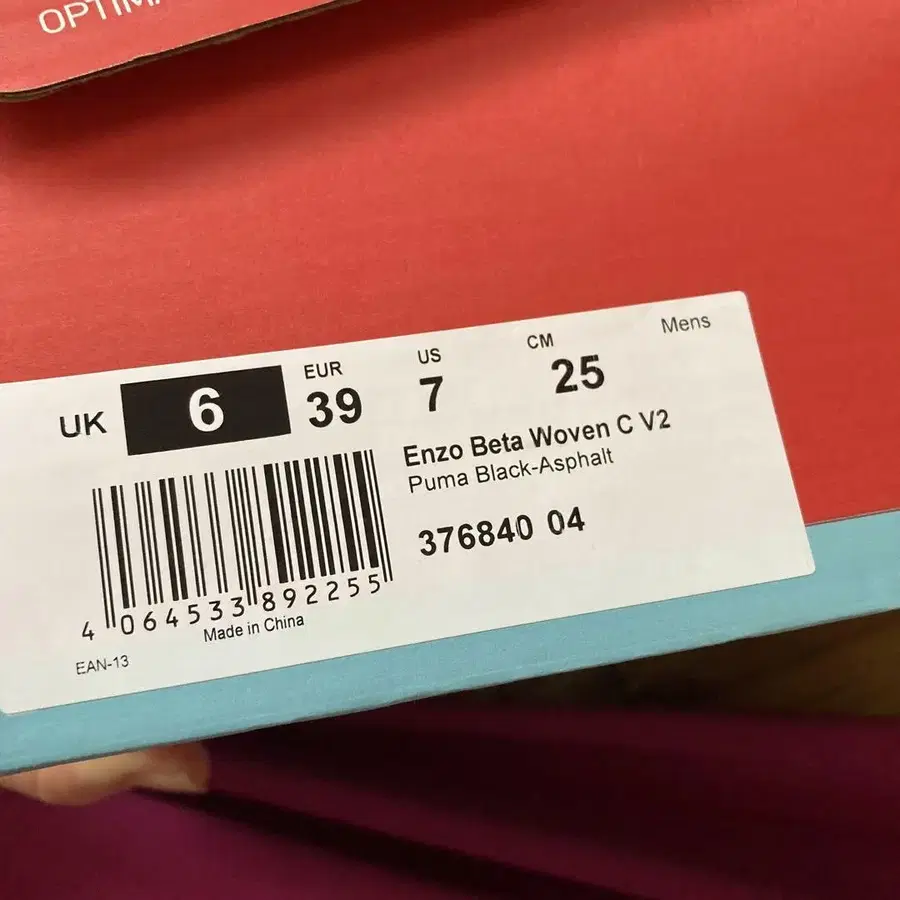 UK 6 EUR 39 US 7 CM 25 Mens
Enzo Beta Woven C V2
Puma Black-Asphalt
376840 04
4 064533 892255
Made in China
EAN-13